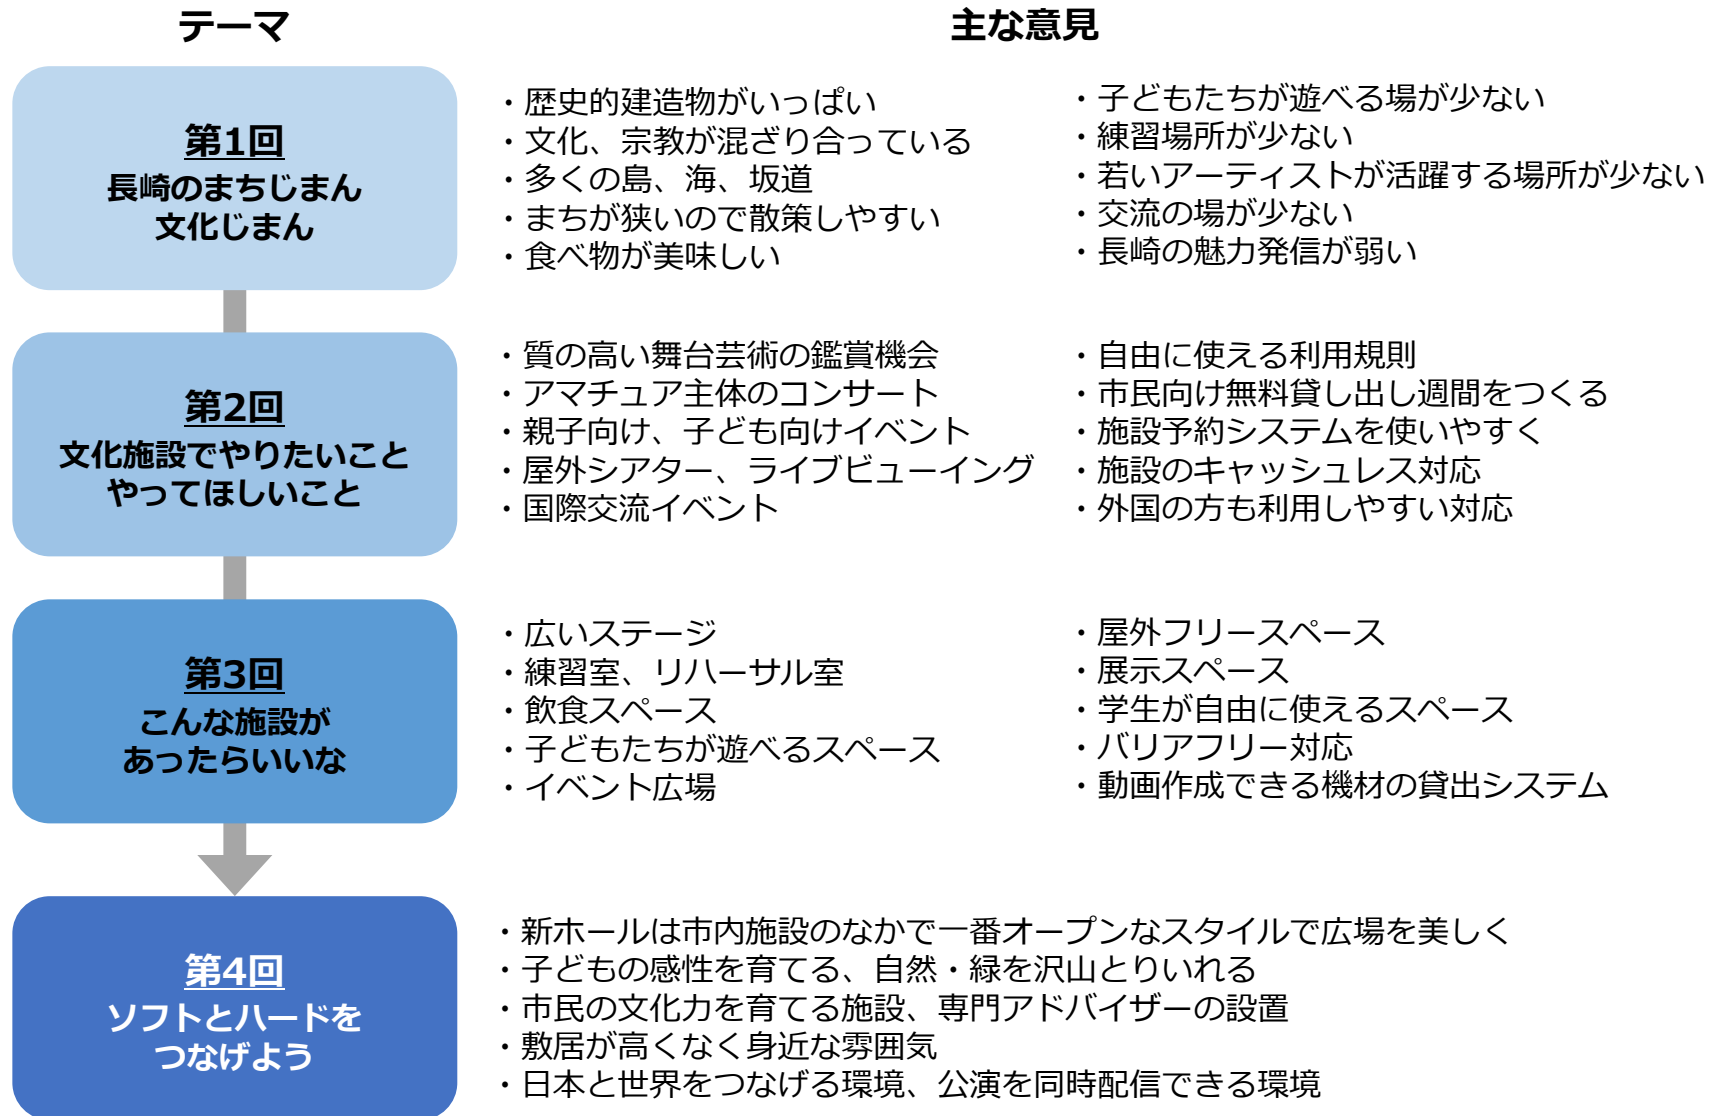 テーマ
主な意見
第1回
長崎のまちじまん
文化じまん
・歴史的建造物がいっぱい
・文化、宗教が混ざり合っている
・多くの島、海、坂道
・まちが狭いので散策しやすい
・食べ物が美味しい
・子どもたちが遊べる場が少ない
・練習場所が少ない
・若いアーティストが活躍する場所が少ない
・交流の場が少ない
・長崎の魅力発信が弱い
第2回
文化施設でやりたいこと
やってほしいこと
・質の高い舞台芸術の鑑賞機会
・アマチュア主体のコンサート
・親子向け、子ども向けイベント
・屋外シアター、ライブビューイング
・国際交流イベント
・自由に使える利用規則
・市民向け無料貸し出し週間をつくる
・施設予約システムを使いやすく
・施設のキャッシュレス対応
・外国の方も利用しやすい対応
第3回
こんな施設が
あったらいいな
・広いステージ
・練習室、リハーサル室
・飲食スペース
・子どもたちが遊べるスペース
・イベント広場
・屋外フリースペース
・展示スペース
・学生が自由に使えるスペース
・バリアフリー対応
・動画作成できる機材の貸出システム
第4回
ソフトとハードを
つなげよう
・新ホールは市内施設のなかで一番オープンなスタイルで広場を美しく
・子どもの感性を育てる、自然・緑を沢山とりいれる
・市民の文化力を育てる施設、専門アドバイザーの設置
・敷居が高くなく身近な雰囲気
・日本と世界をつなげる環境、公演を同時配信できる環境